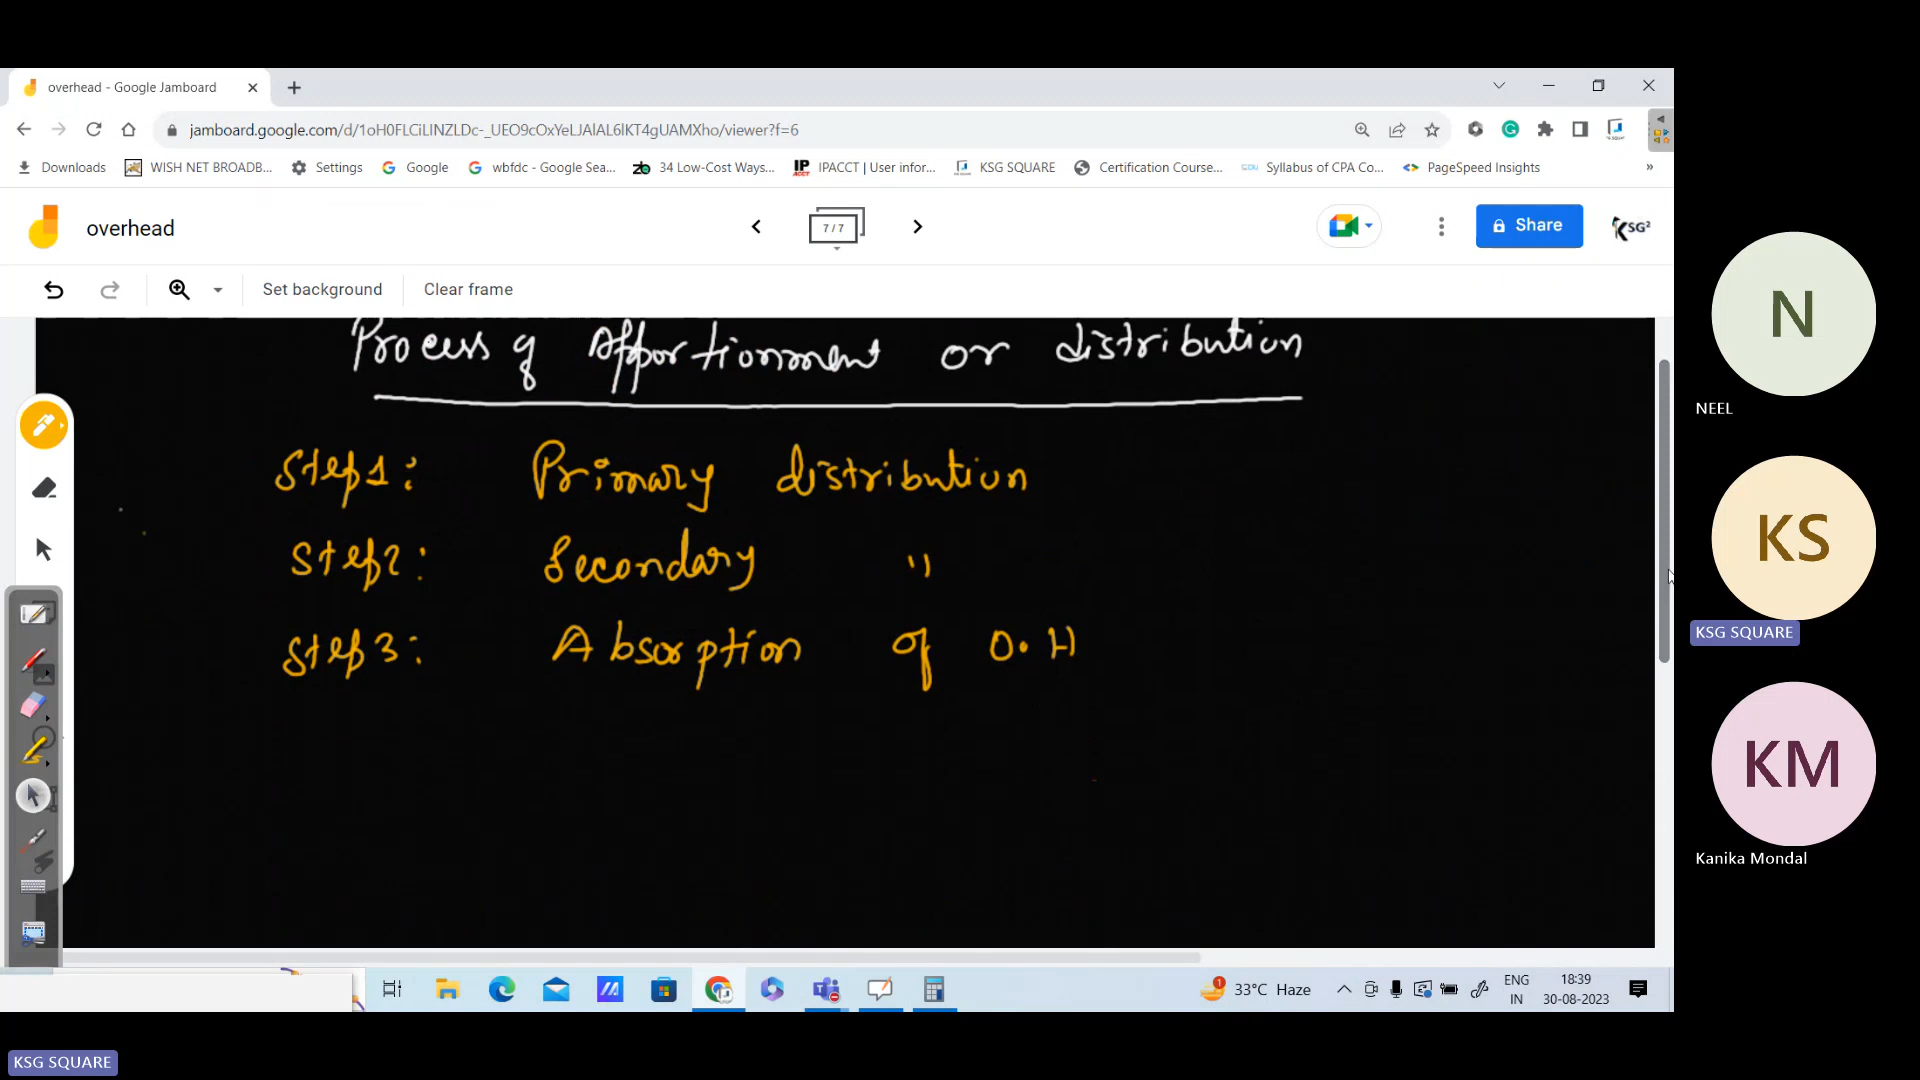 overhead - Google Jamboard
jamboard.google.com/d/1oH0FLCiLINZLDc-_UEO9cOxYeLJAlAL6lKT4gUAMXho/viewer?f=6
Downloads WISH NET BROADB... Settings Google wbfdc - Google Sea... 34 Low-Cost Ways... IPACCT | User infor... KSG SQUARE Certification Course... Syllabus of CPA Co... PageSpeed Insights »
overhead 7 / 7 Share KSG²
Set background Clear frame
Process of Apportionment or distribution
Step1: Primary distribution
Step2: Secondary "
Step3: Absorption of O.H
N
NEEL
KS
KSG SQUARE
KM
Kanika Mondal
33°C Haze ENG IN 18:39 30-08-2023
KSG SQUARE